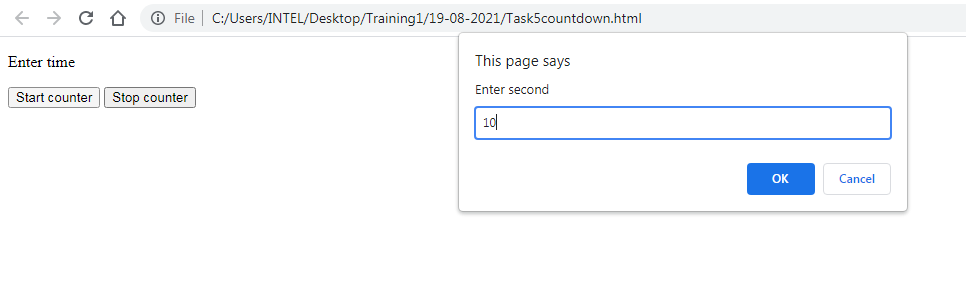 File C:/Users/INTEL/Desktop/Training1/19-08-2021/Task5countdown.html
Enter time
Start counter Stop counter
This page says
Enter second
10
OK Cancel